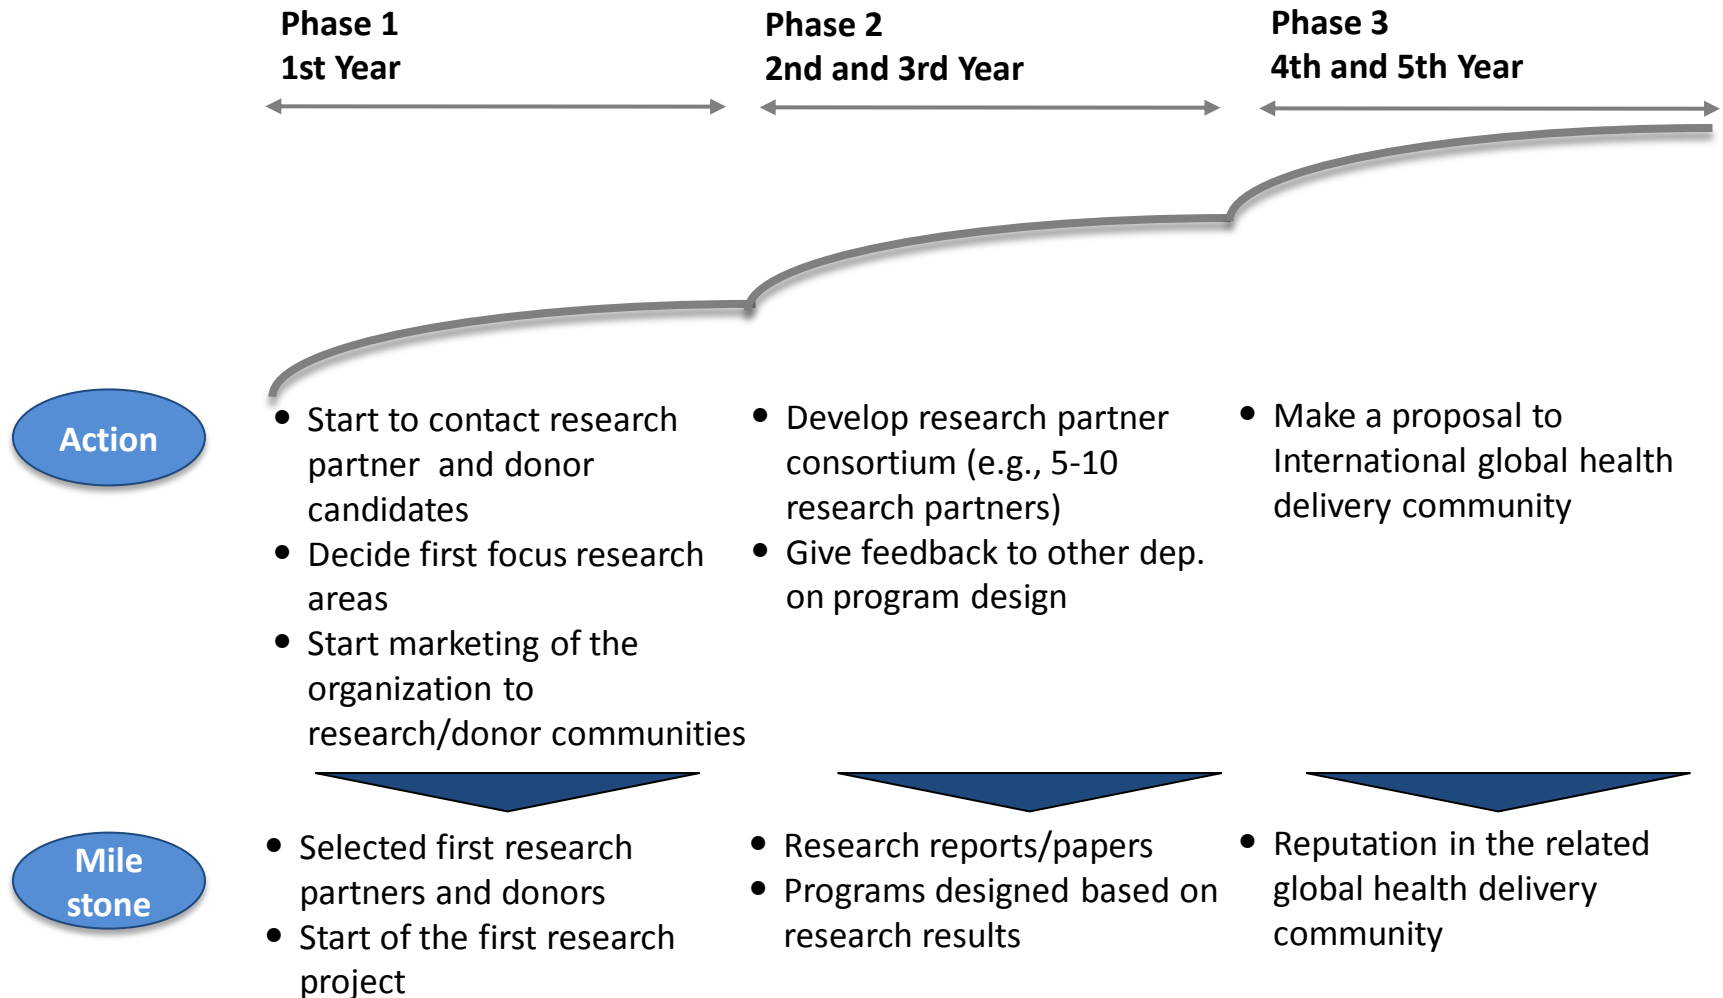 Phase 1
1st Year
Phase 2
2nd and 3rd Year
Phase 3
4th and 5th Year
Action
• Start to contact research
partner and donor
candidates
• Decide first focus research
areas
• Start marketing of the
organization to
research/donor communities
• Develop research partner
consortium (e.g., 5-10
research partners)
• Give feedback to other dep.
on program design
• Make a proposal to
International global health
delivery community
Mile
stone
• Selected first research
partners and donors
• Start of the first research
project
• Research reports/papers
• Programs designed based on
research results
• Reputation in the related
global health delivery
community